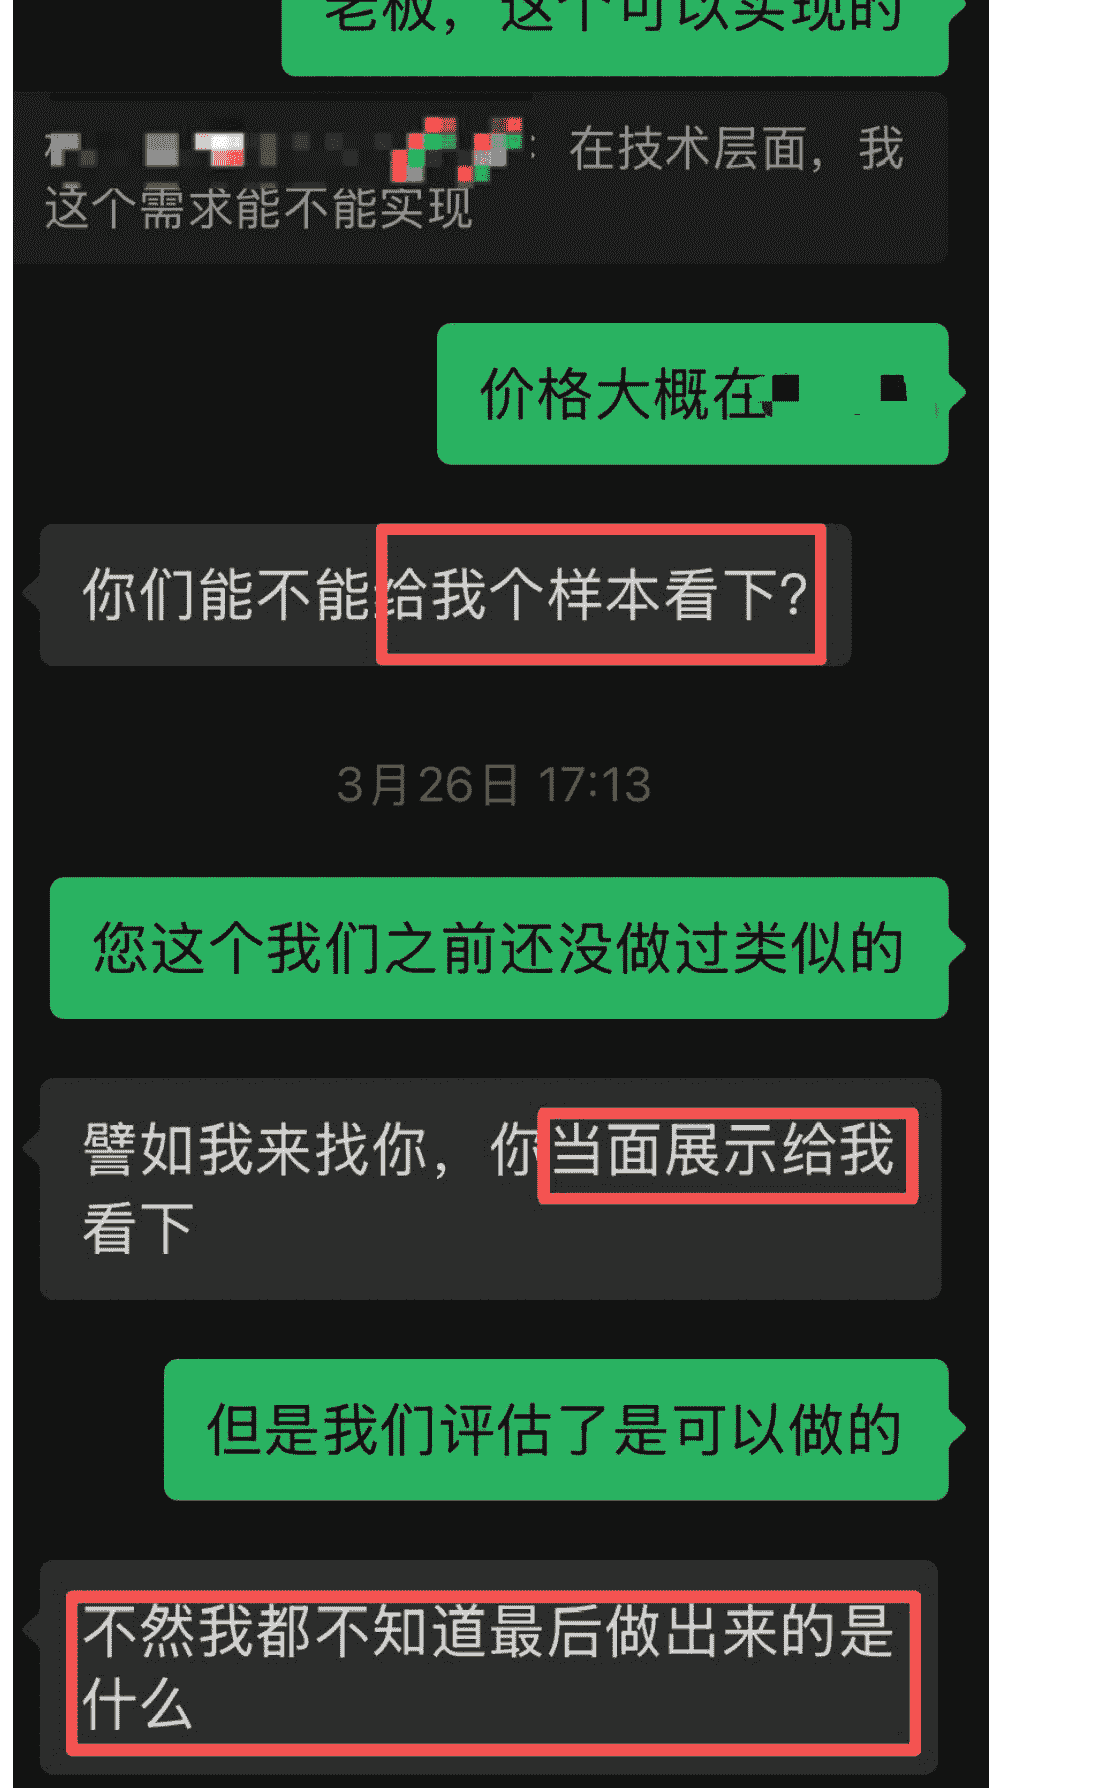 老板，这个可以实现的
：在技术层面，我
这个需求能不能实现
价格大概在
你们能不能给我个样本看下?
3月26日 17:13
您这个我们之前还没做过类似的
譬如我来找你，你当面展示给我
看下
但是我们评估了是可以做的
不然我都不知道最后做出来的是
什么